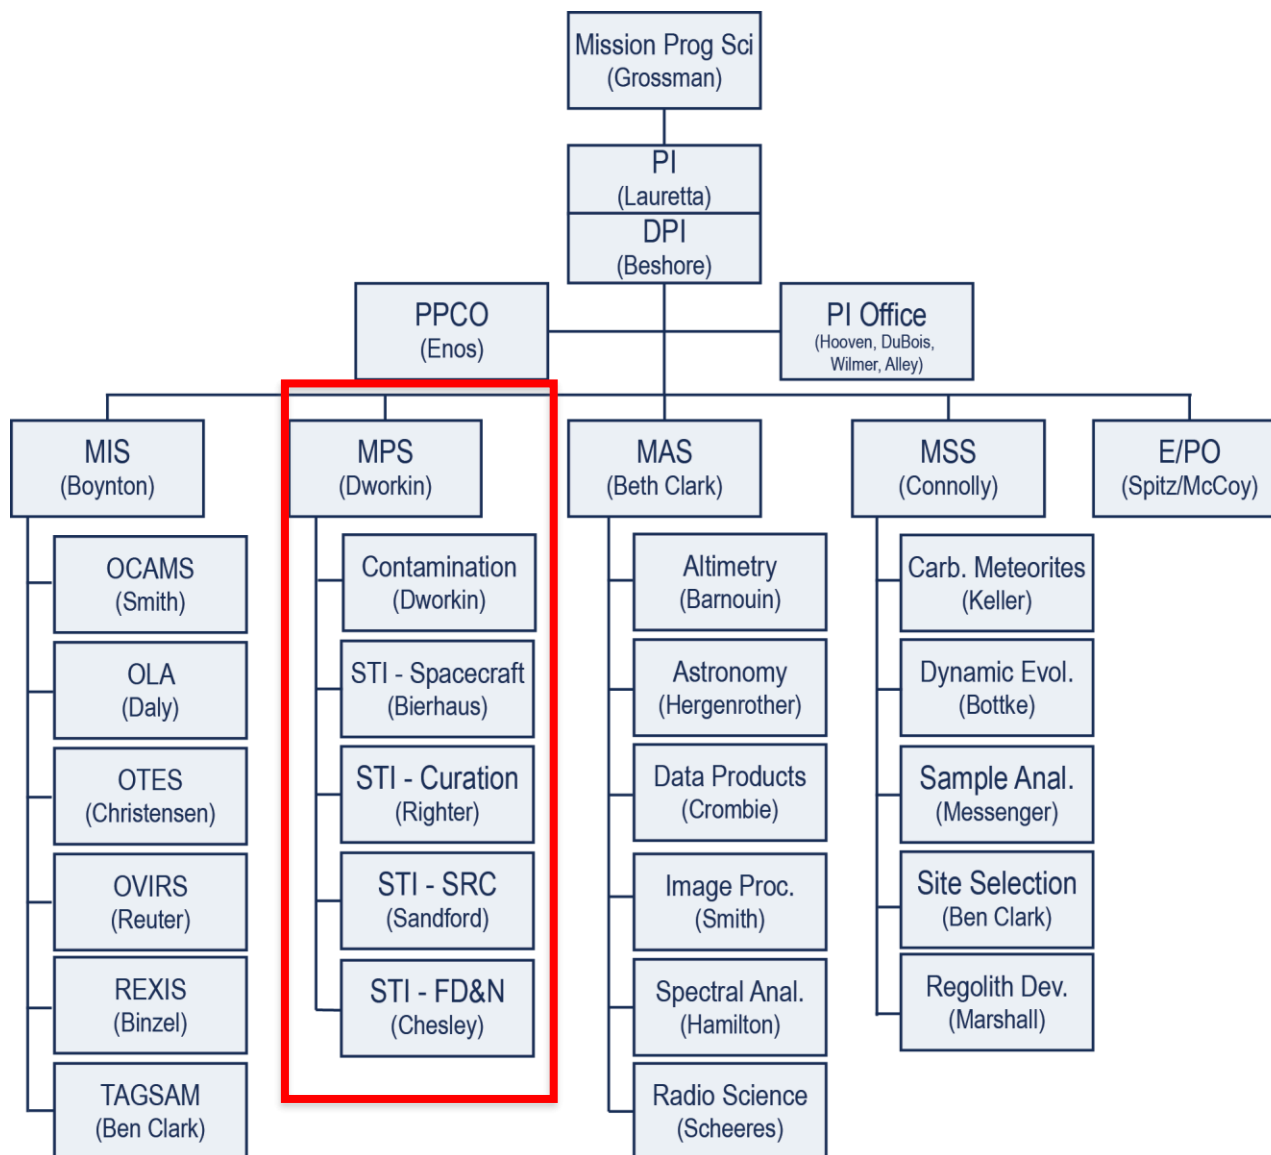 Mission Prog Sci
(Grossman)
PI
(Lauretta)
DPI
(Beshore)
PPCO
(Enos)
PI Office
(Hooven, DuBois,
Wilmer, Alley)
MIS
(Boynton)
MPS
(Dworkin)
MAS
(Beth Clark)
MSS
(Connolly)
E/PO
(Spitz/McCoy)
OCAMS
(Smith)
OLA
(Daly)
OTES
(Christensen)
OVIRS
(Reuter)
REXIS
(Binzel)
TAGSAM
(Ben Clark)
Contamination
(Dworkin)
STI - Spacecraft
(Bierhaus)
STI - Curation
(Righter)
STI - SRC
(Sandford)
STI - FD&N
(Chesley)
Altimetry
(Barnouin)
Astronomy
(Hergenrother)
Data Products
(Crombie)
Image Proc.
(Smith)
Spectral Anal.
(Hamilton)
Radio Science
(Scheeres)
Carb. Meteorites
(Keller)
Dynamic Evol.
(Bottke)
Sample Anal.
(Messenger)
Site Selection
(Ben Clark)
Regolith Dev.
(Marshall)